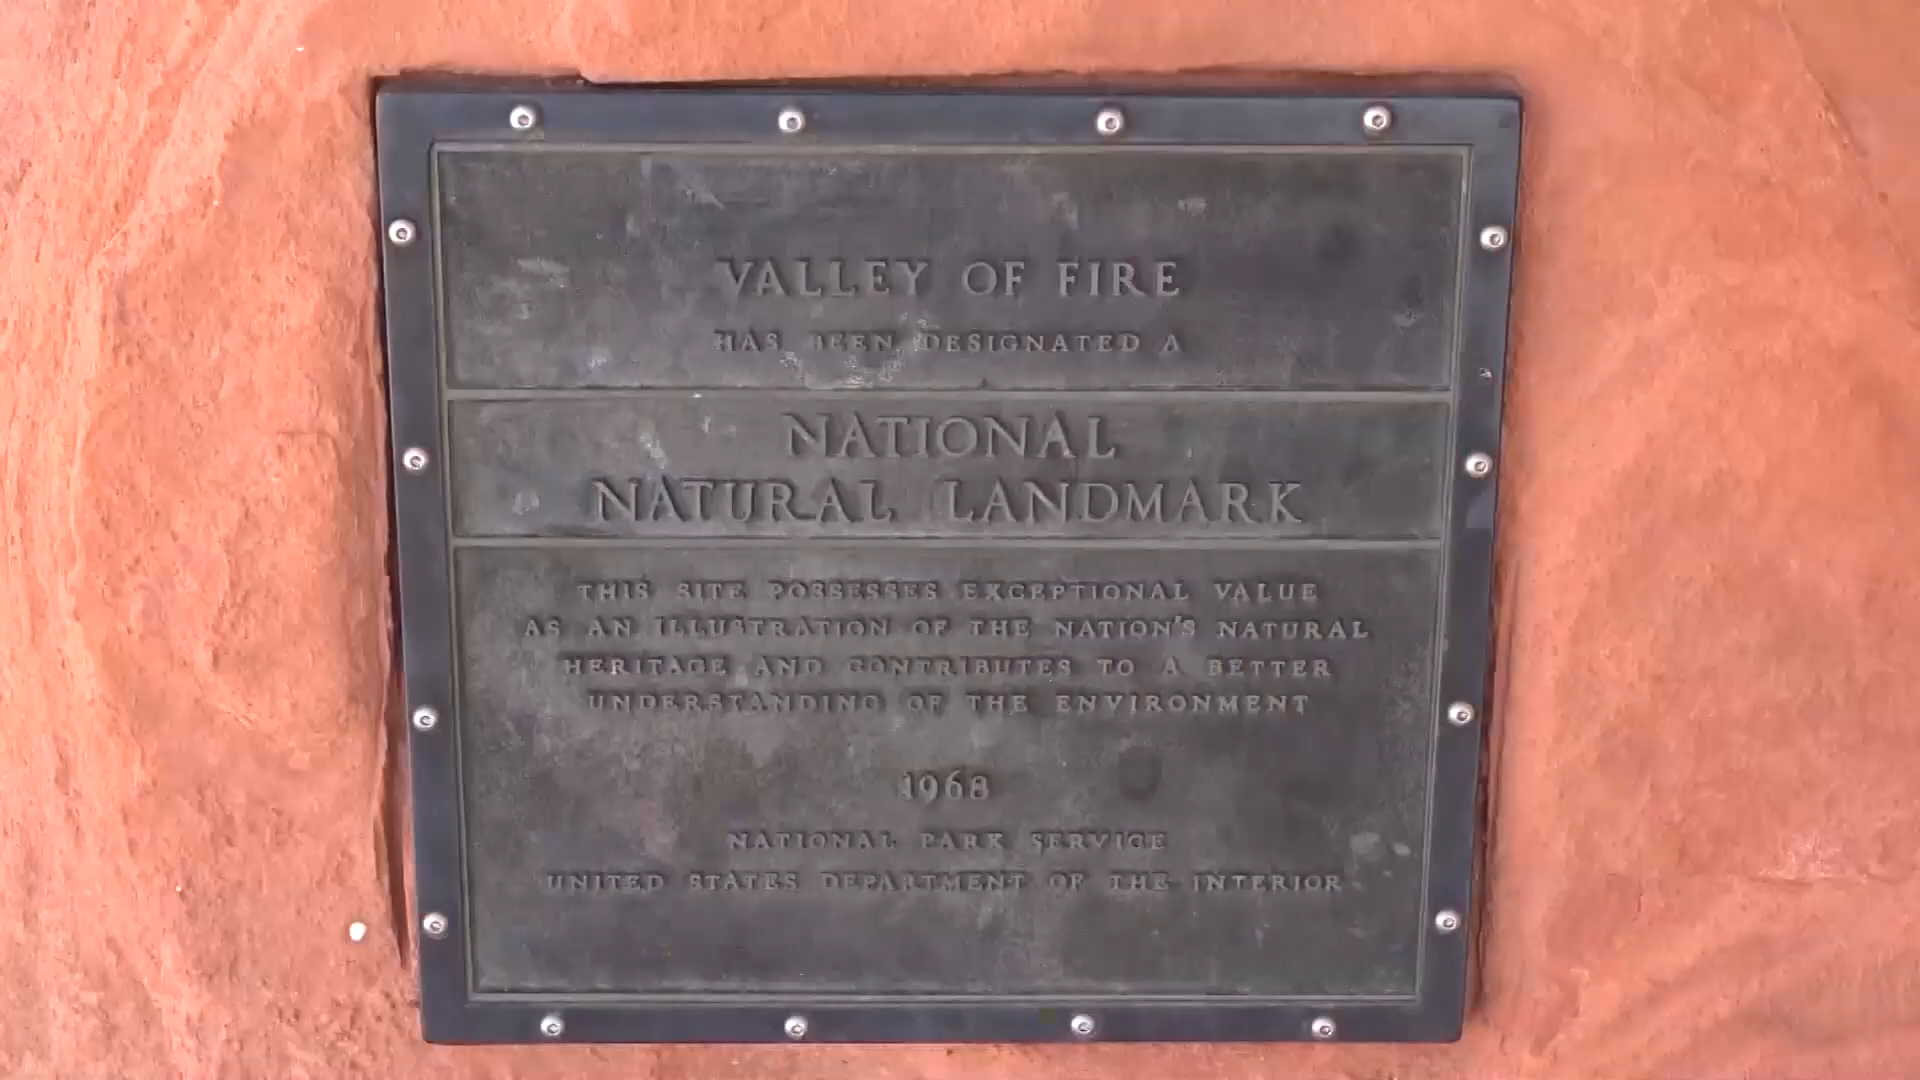 VALLEY OF FIRE
HAS BEEN DESIGNATED A
NATIONAL
NATURAL LANDMARK
THIS SITE POSSESSES EXCEPTIONAL VALUE
AS AN ILLUSTRATION OF THE NATION'S NATURAL
HERITAGE AND CONTRIBUTES TO A BETTER
UNDERSTANDING OF THE ENVIRONMENT
1968
NATIONAL PARK SERVICE
UNITED STATES DEPARTMENT OF THE INTERIOR